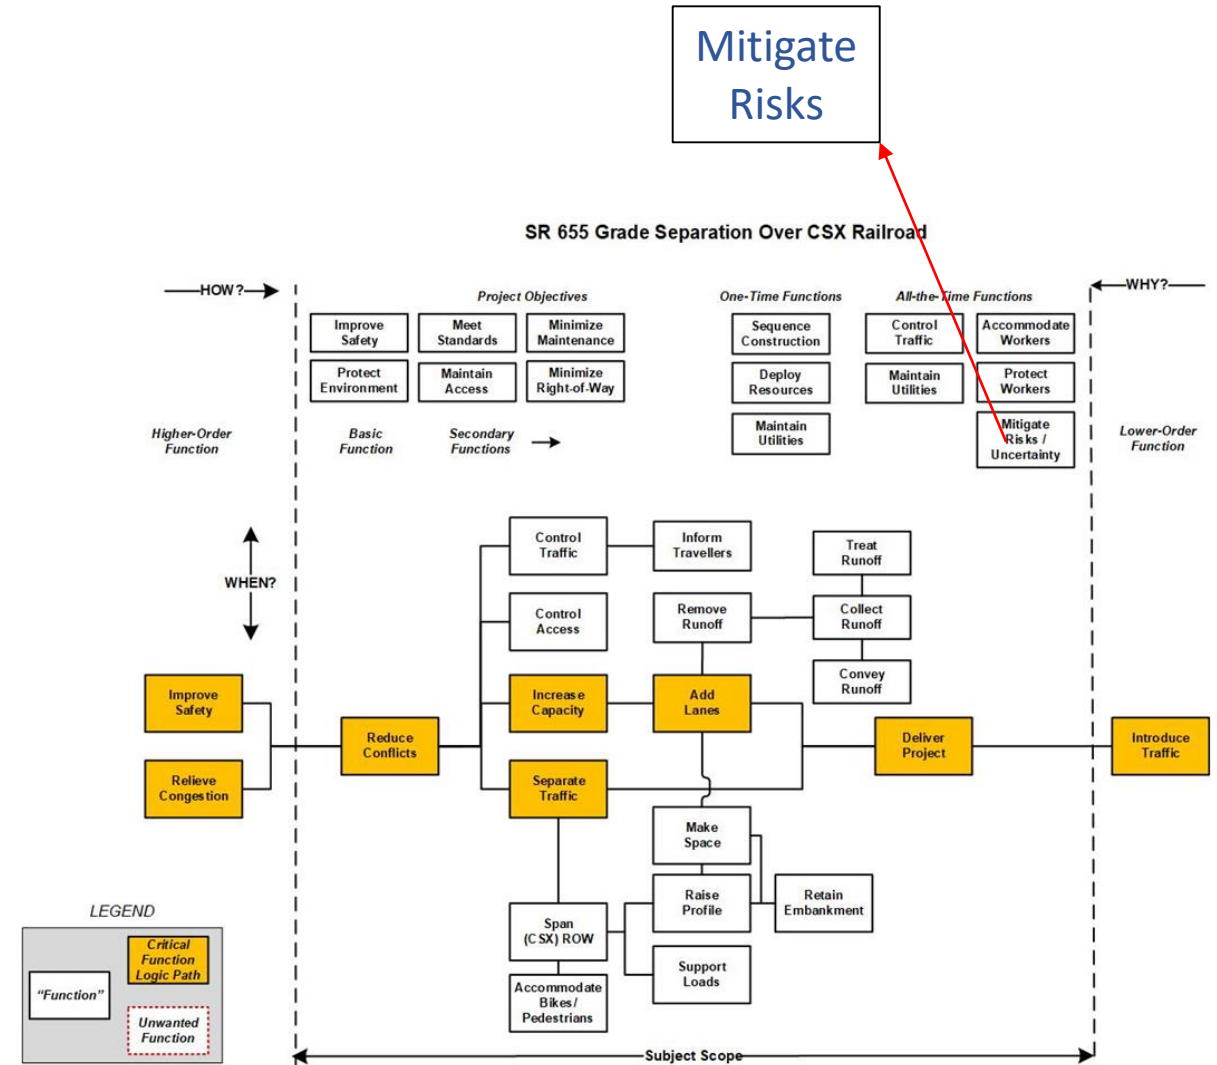 Mitigate
Risks
SR 655 Grade Separation Over CSX Railroad
HOW?
WHY?
Project Objectives
One-Time Functions
All-the-Time Functions
Improve
Safety
Meet
Standards
Minimize
Maintenance
Sequence
Construction
Control
Traffic
Accommodate
Workers
Protect
Environment
Maintain
Access
Minimize
Right-of-Way
Deploy
Resources
Maintain
Utilities
Protect
Workers
Higher-Order
Function
Basic
Function
Secondary
Functions
Maintain
Utilities
Mitigate
Risks /
Uncertainty
Lower-Order
Function
WHEN?
Control
Traffic
Inform
Travellers
Treat
Runoff
Control
Access
Remove
Runoff
Collect
Runoff
Convey
Runoff
Improve
Safety
Increase
Capacity
Add
Lanes
Reduce
Conflicts
Deliver
Project
Introduce
Traffic
Relieve
Congestion
Separate
Traffic
Make
Space
Raise
Profile
Retain
Embankment
Span
(CSX) ROW
Support
Loads
Accommodate
Bikes/
Pedestrians
LEGEND
"Function"
Critical
Function
Logic Path
Unwanted
Function
Subject Scope